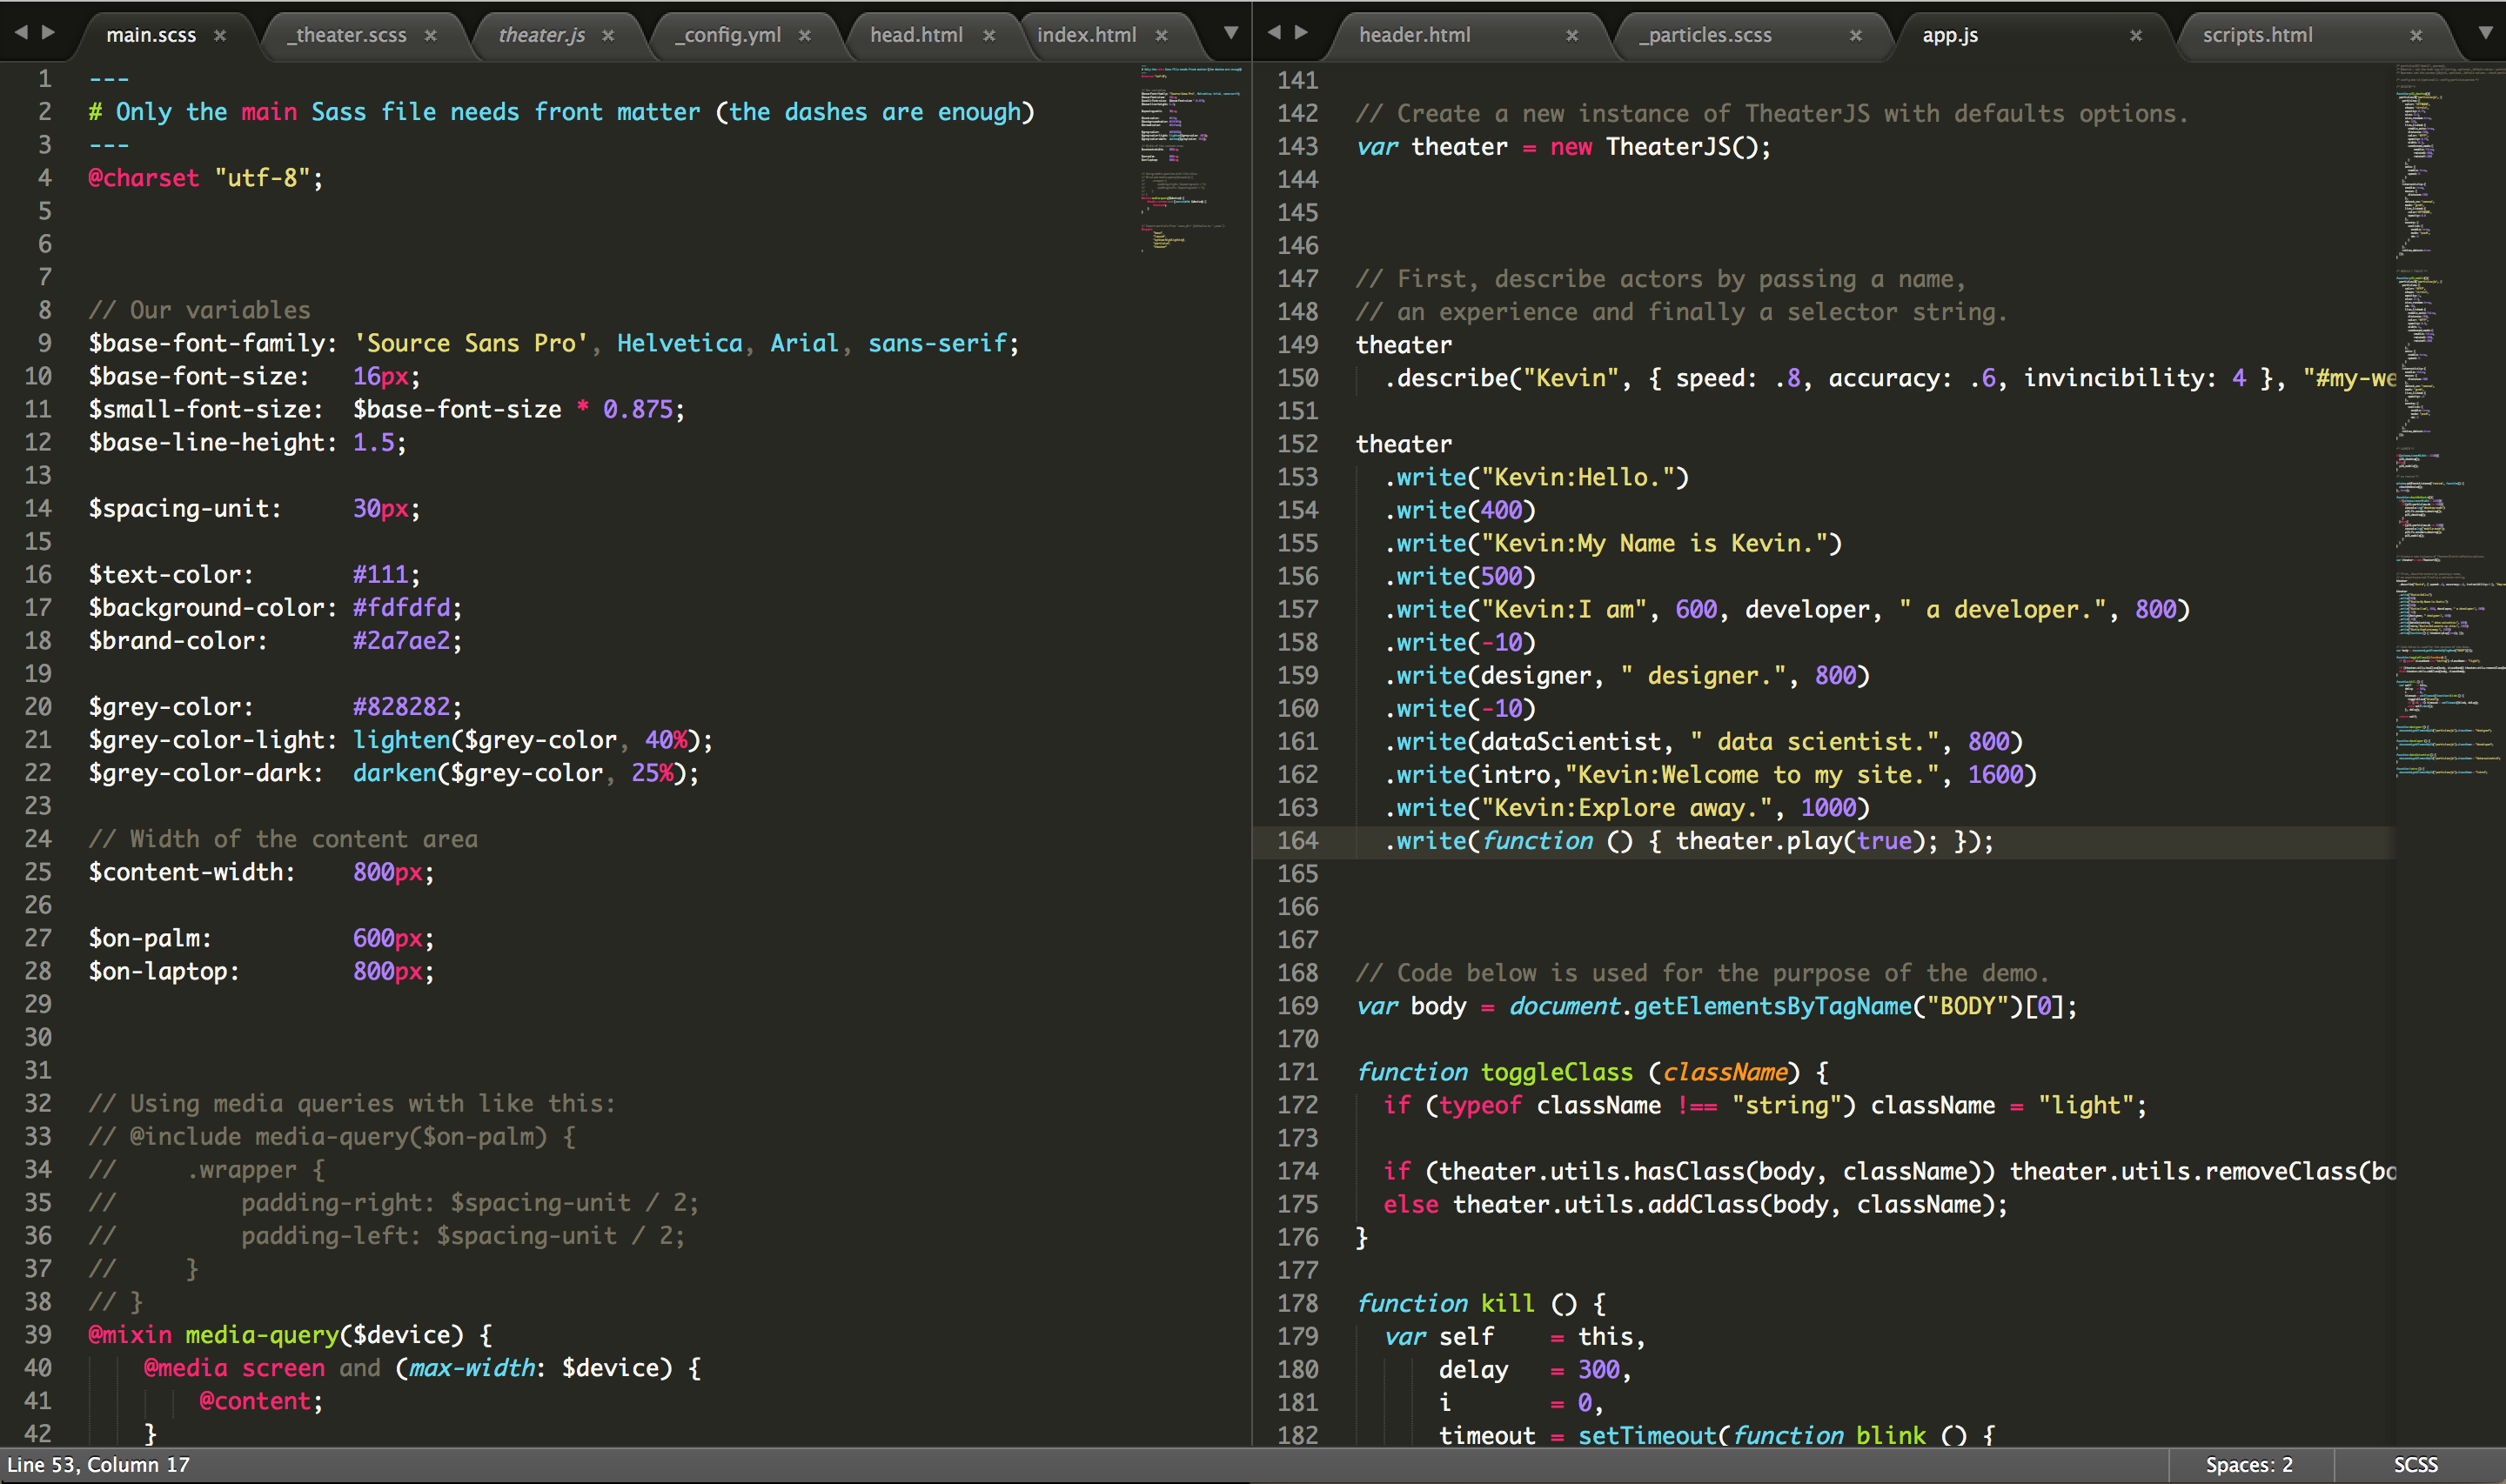 main.scss × _theater.scss × theater.js × _config.yml × head.html × index.html ×
1 ---
2 # Only the main Sass file needs front matter (the dashes are enough)
3 ---
4 @charset "utf-8";
5
6
7
8 // Our variables
9 $base-font-family: 'Source Sans Pro', Helvetica, Arial, sans-serif;
10 $base-font-size:   16px;
11 $small-font-size:  $base-font-size * 0.875;
12 $base-line-height: 1.5;
13
14 $spacing-unit:     30px;
15
16 $text-color:       #111;
17 $background-color: #fdfdfd;
18 $brand-color:      #2a7ae2;
19
20 $grey-color:       #828282;
21 $grey-color-light: lighten($grey-color, 40%);
22 $grey-color-dark:  darken($grey-color, 25%);
23
24 // Width of the content area
25 $content-width:    800px;
26
27 $on-palm:          600px;
28 $on-laptop:        800px;
29
30
31
32 // Using media queries with like this:
33 // @include media-query($on-palm) {
34 //     .wrapper {
35 //         padding-right: $spacing-unit / 2;
36 //         padding-left: $spacing-unit / 2;
37 //     }
38 // }
39 @mixin media-query($device) {
40     @media screen and (max-width: $device) {
41         @content;
42     }
header.html × _particles.scss × app.js × scripts.html ×
141
142 // Create a new instance of TheaterJS with defaults options.
143 var theater = new TheaterJS();
144
145
146
147 // First, describe actors by passing a name,
148 // an experience and finally a selector string.
149 theater
150   .describe("Kevin", { speed: .8, accuracy: .6, invincibility: 4 }, "#my-we
151
152 theater
153   .write("Kevin:Hello.")
154   .write(400)
155   .write("Kevin:My Name is Kevin.")
156   .write(500)
157   .write("Kevin:I am", 600, developer, " a developer.", 800)
158   .write(-10)
159   .write(designer, " designer.", 800)
160   .write(-10)
161   .write(dataScientist, " data scientist.", 800)
162   .write(intro,"Kevin:Welcome to my site.", 1600)
163   .write("Kevin:Explore away.", 1000)
164   .write(function () { theater.play(true); });
165
166
167
168 // Code below is used for the purpose of the demo.
169 var body = document.getElementsByTagName("BODY")[0];
170
171 function toggleClass (className) {
172   if (typeof className !== "string") className = "light";
173
174   if (theater.utils.hasClass(body, className)) theater.utils.removeClass(bo
175   else theater.utils.addClass(body, className);
176 }
177
178 function kill () {
179   var self    = this,
180       delay   = 300,
181       i       = 0,
182       timeout = setTimeout(function blink () {
Line 53, Column 17
Spaces: 2
SCSS